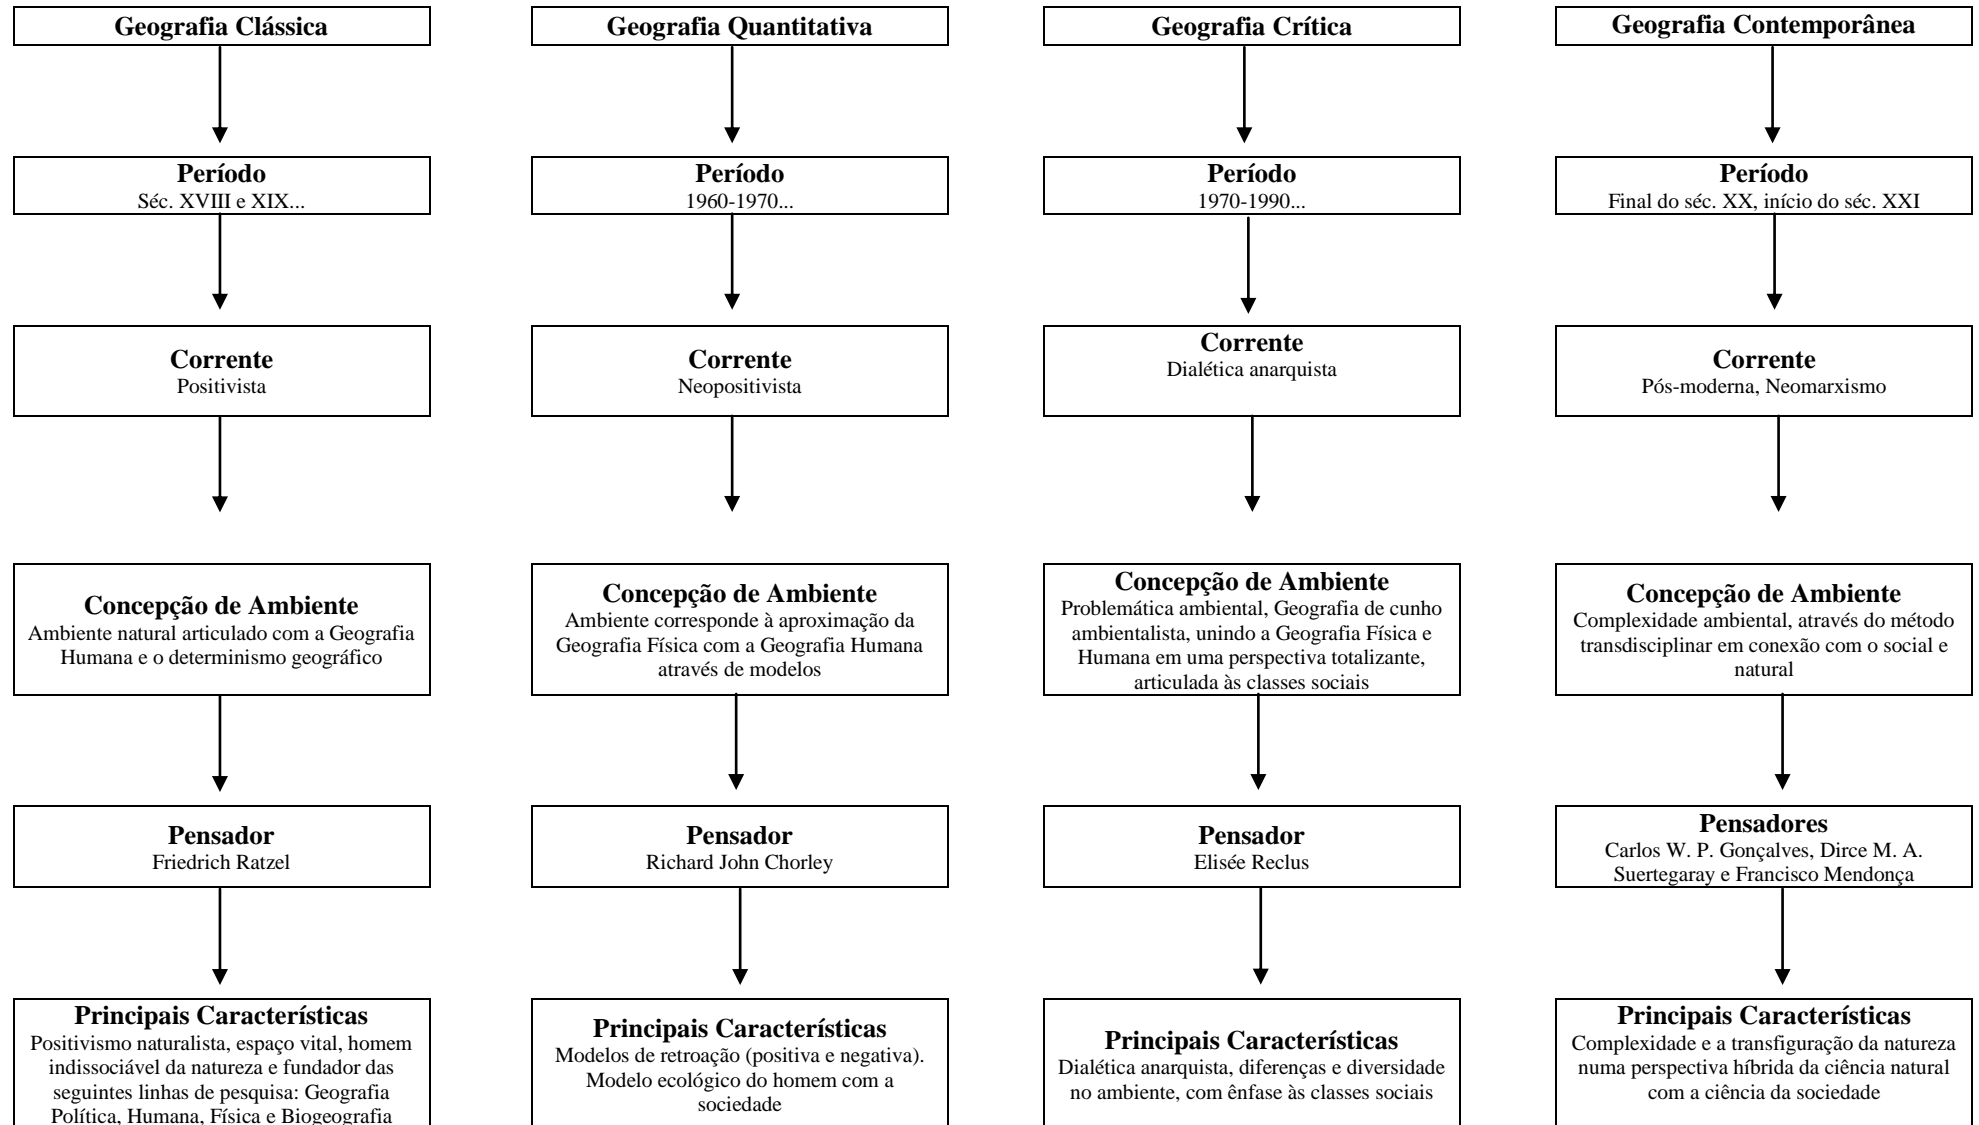 Geografia Clássica
Período
Séc. XVIII e XIX...
Corrente
Positivista
Concepção de Ambiente
Ambiente natural articulado com a Geografia
Humana e o determinismo geográfico
Pensador
Friedrich Ratzel
Principais Características
Positivismo naturalista, espaço vital, homem
indissociável da natureza e fundador das
seguintes linhas de pesquisa: Geografia
Política, Humana, Física e Biogeografia
Geografia Quantitativa
Período
1960-1970...
Corrente
Neopositivista
Concepção de Ambiente
Ambiente corresponde à aproximação da
Geografia Física com a Geografia Humana
através de modelos
Pensador
Richard John Chorley
Principais Características
Modelos de retroação (positiva e negativa).
Modelo ecológico do homem com a
sociedade
Geografia Crítica
Período
1970-1990...
Corrente
Dialética anarquista
Concepção de Ambiente
Problemática ambiental, Geografia de cunho
ambientalista, unindo a Geografia Física e
Humana em uma perspectiva totalizante,
articulada às classes sociais
Pensador
Elisée Reclus
Principais Características
Dialética anarquista, diferenças e diversidade
no ambiente, com ênfase às classes sociais
Geografia Contemporânea
Período
Final do séc. XX, início do séc. XXI
Corrente
Pós-moderna, Neomarxismo
Concepção de Ambiente
Complexidade ambiental, através do método
transdisciplinar em conexão com o social e
natural
Pensadores
Carlos W. P. Gonçalves, Dirce M. A.
Suertegaray e Francisco Mendonça
Principais Características
Complexidade e a transfiguração da natureza
numa perspectiva híbrida da ciência natural
com a ciência da sociedade